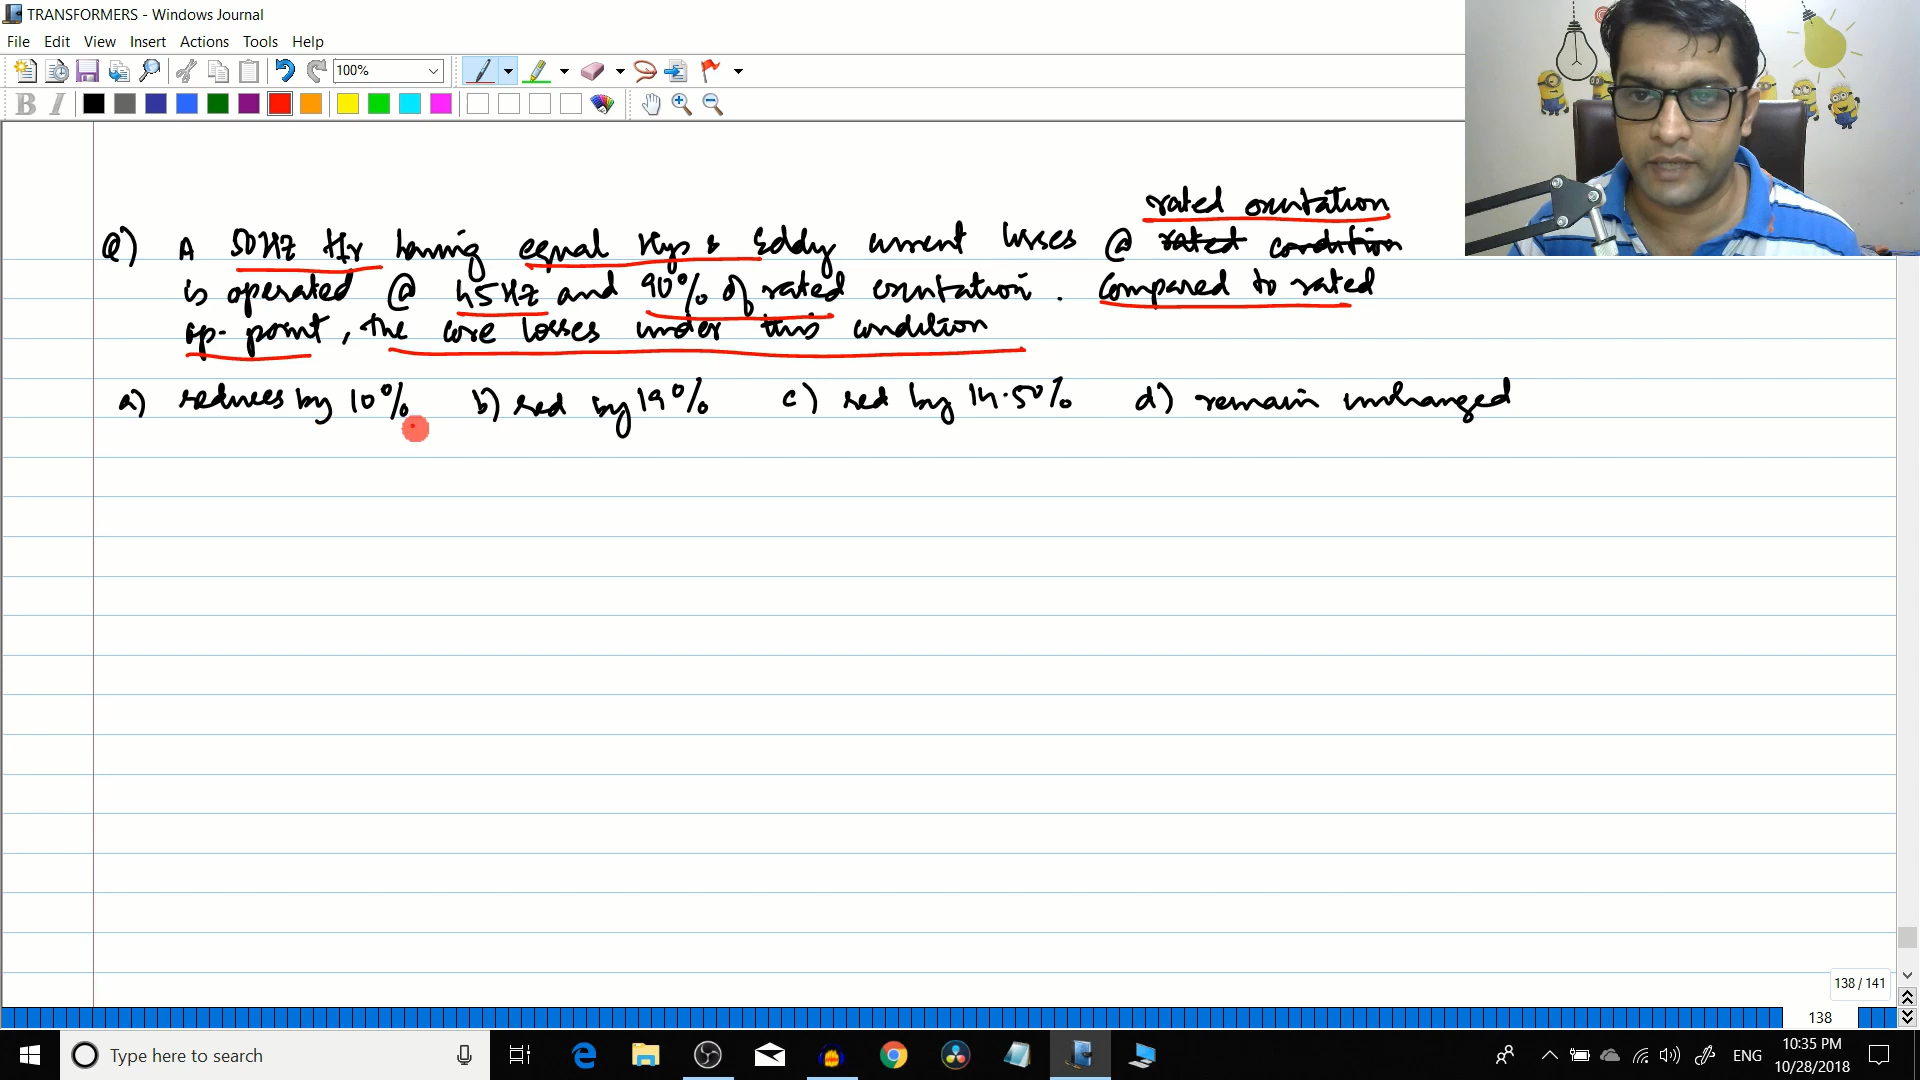 TRANSFORMERS - Windows Journal
File Edit View Insert Actions Tools Help
100%
B I
rated excitation
Q) A 50HZ tfr having equal Hys & Eddy current losses @ rated condition
is operated @ 45HZ and 90% of rated excitation. Compared to rated
op. point, the core losses under this condition
a) reduces by 10% b) red by 19% c) red by 14.50% d) remain unchanged
138 / 141
138
Type here to search
ENG
10:35 PM
10/28/2018